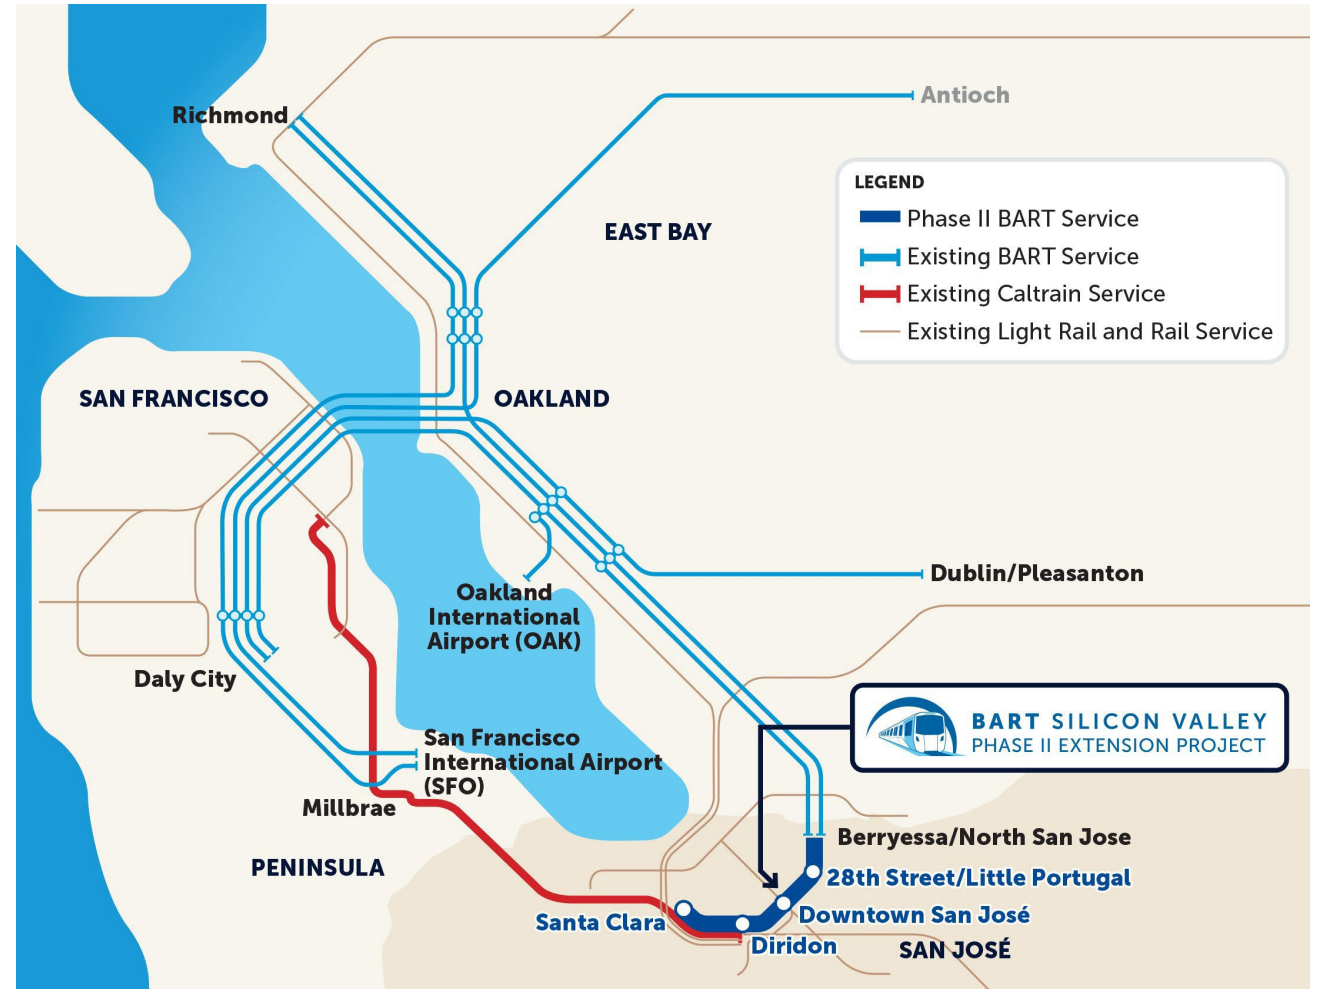 Richmond
Antioch
EAST BAY
LEGEND
Phase II BART Service
Existing BART Service
Existing Caltrain Service
Existing Light Rail and Rail Service
SAN FRANCISCO
OAKLAND
Oakland
International
Airport (OAK)
Dublin/Pleasanton
Daly City
BART SILICON VALLEY
PHASE II EXTENSION PROJECT
San Francisco
International Airport
(SFO)
Millbrae
Berryessa/North San Jose
PENINSULA
28th Street/Little Portugal
Santa Clara
Downtown San José
Diridon
SAN JOSÉ